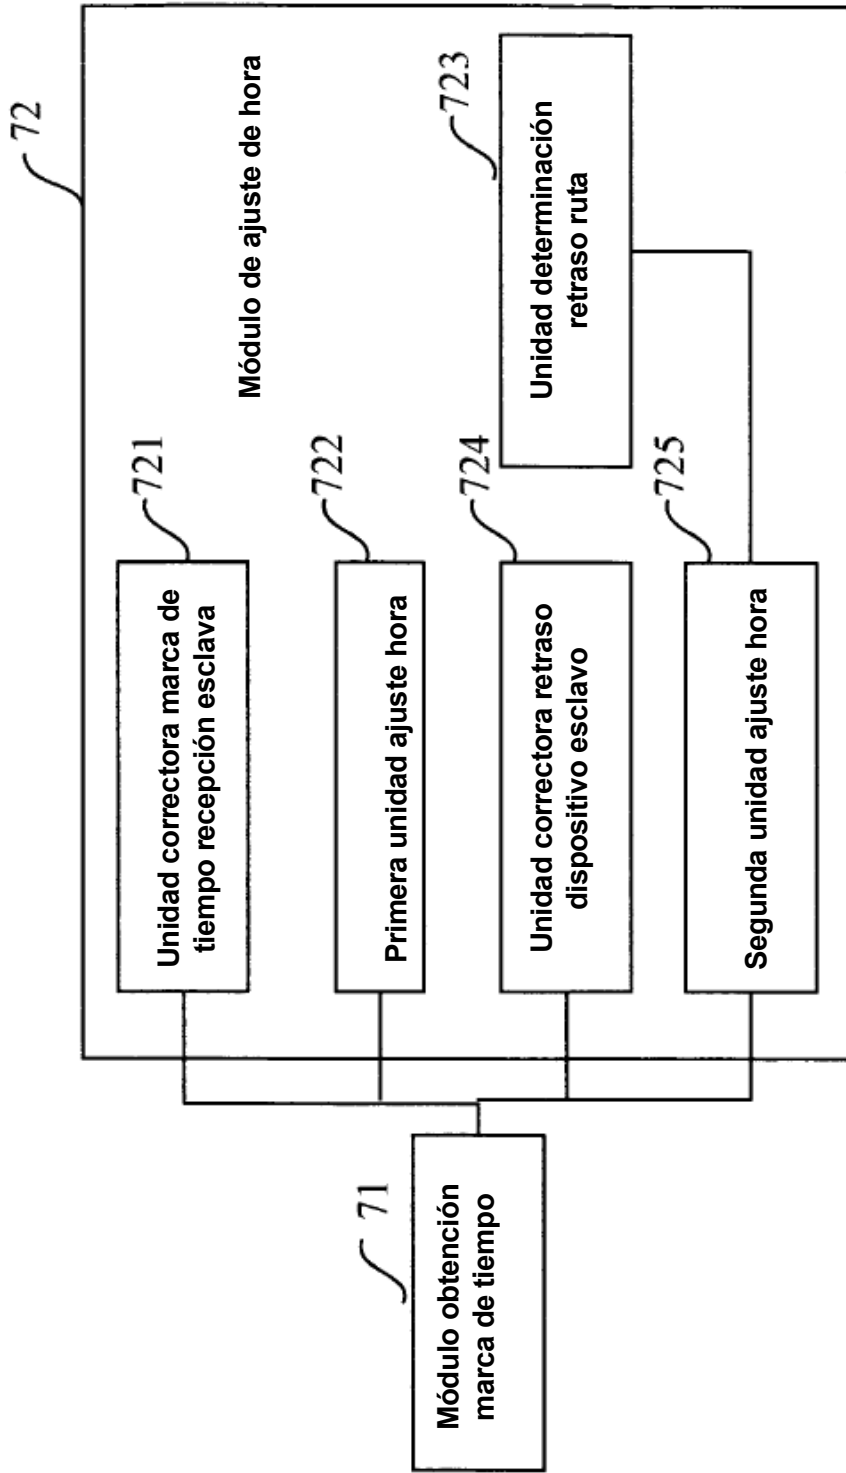 72
Módulo de ajuste de hora
71
Módulo obtención
marca de tiempo
721
Unidad correctora marca de
tiempo recepción esclava
722
Primera unidad ajuste hora
723
Unidad determinación
retraso ruta
724
Unidad correctora retraso
dispositivo esclavo
725
Segunda unidad ajuste hora